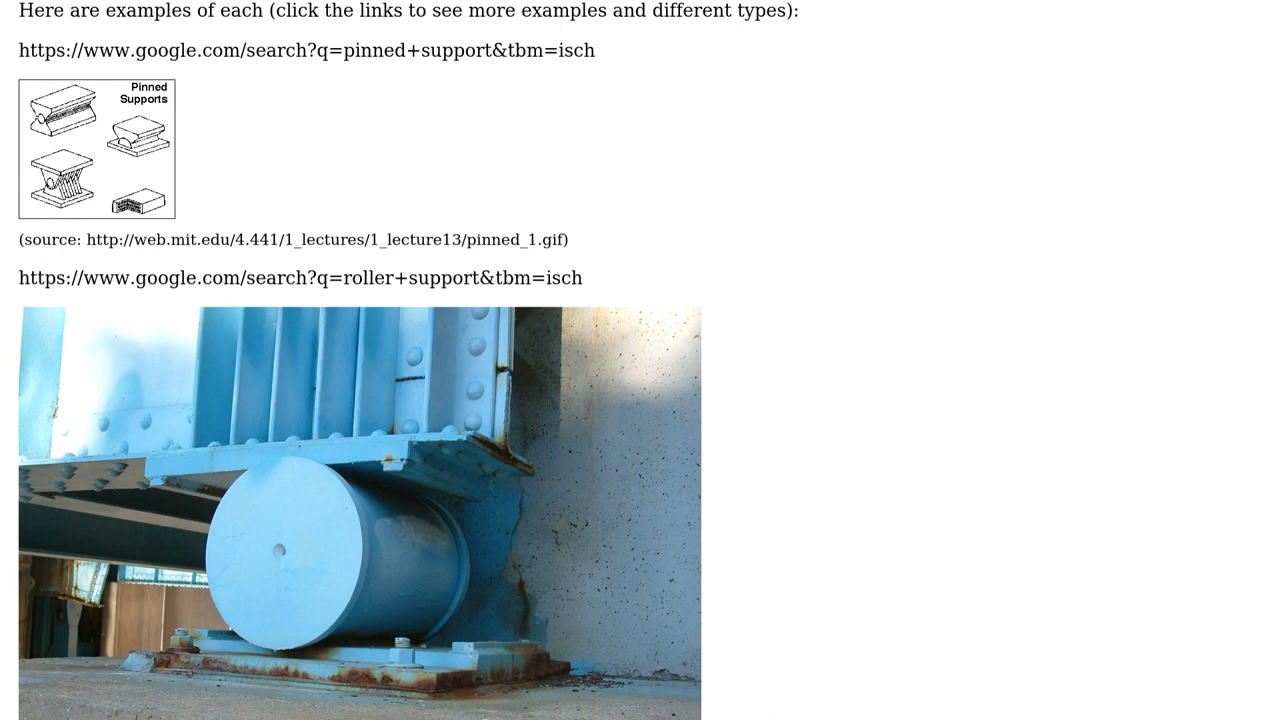 Here are examples of each (click the links to see more examples and different types):
https://www.google.com/search?q=pinned+support&tbm=isch
Pinned
Supports
(source: http://web.mit.edu/4.441/1_lectures/1_lecture13/pinned_1.gif)
https://www.google.com/search?q=roller+support&tbm=isch